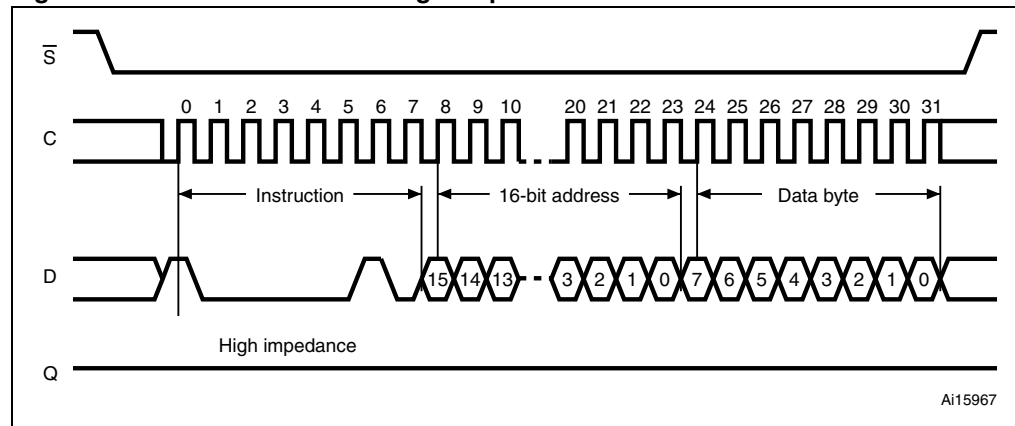 S̅
0 1 2 3 4 5 6 7 8 9 10 20 21 22 23 24 25 26 27 28 29 30 31
C
Instruction 16-bit address Data byte
D
15 14 13 3 2 1 0 7 6 5 4 3 2 1 0
High impedance
Q
Ai15967